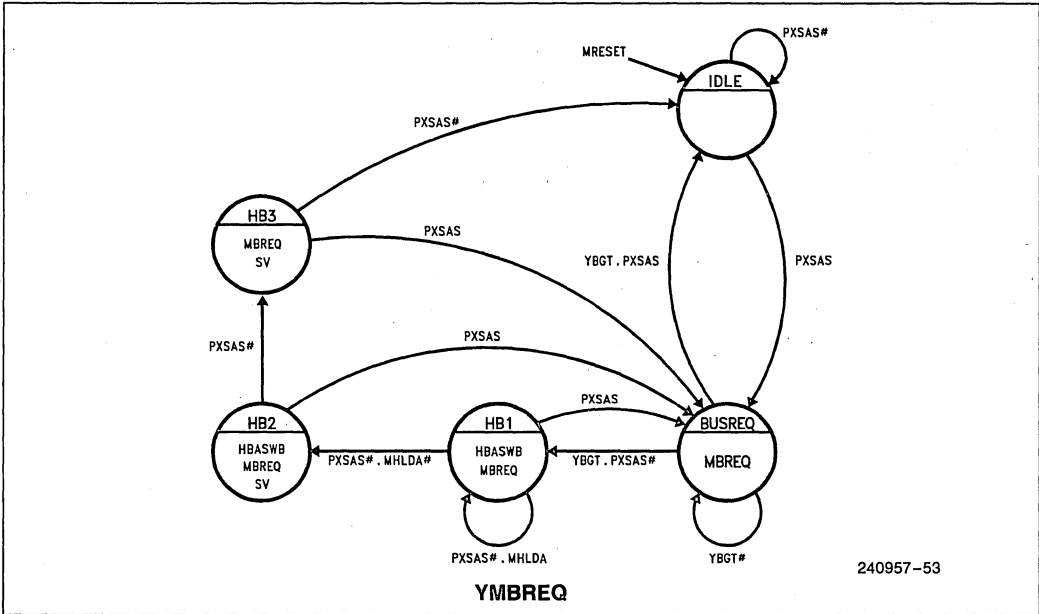 PXSAS#
MRESET
IDLE
PXSAS#
HB3
MBREQ
SV
PXSAS
YBGT.PXSAS
PXSAS
PXSAS#
PXSAS
HB2
HBASWB
MBREQ
SV
PXSAS#.MHLDA#
HB1
HBASWB
MBREQ
PXSAS
YBGT.PXSAS#
BUSREQ
MBREQ
PXSAS#.MHLDA
YBGT#
240957-53
YMBREQ